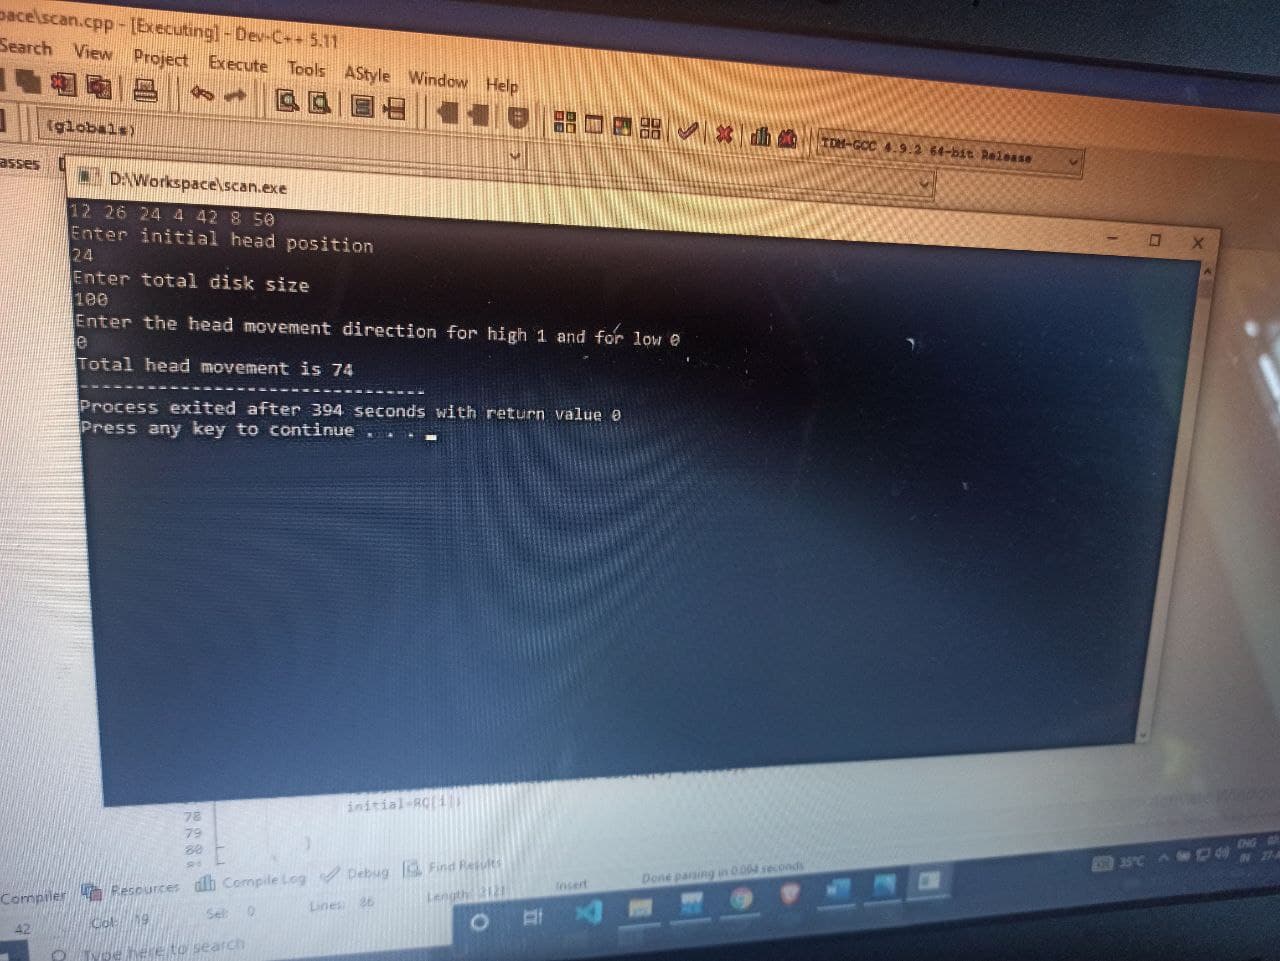 pace\scan.cpp - [Executing] - Dev-C++ 5.11
Search View Project Execute Tools AStyle Window Help
(globals)
TDM-GCC 4.9.2 64-bit Release
asses
D:\Workspace\scan.exe
12 26 24 4 42 8 50
Enter initial head position
24
Enter total disk size
100
Enter the head movement direction for high 1 and for low 0
0
Total head movement is 74
--------------------------------
Process exited after 394 seconds with return value 0
Press any key to continue . . .
78 initial=RQ[i];
79
80 }
81
Compiler Resources Compile Log Debug Find Results
42 Col: 19 Sel: 0 Lines: 86 Length: 2121 Insert Done parsing in 0.094 seconds
Type here to search
35°C
ENG
IN